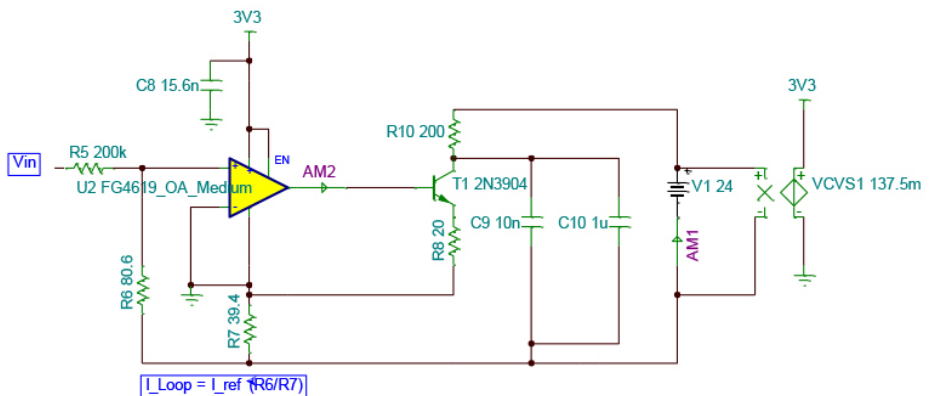 3V3
C8 15.6n
3V3
R10 200
Vin
R5 200k
EN
AM2
U2 FG4619_OA_Medium
T1 2N3904
V1 24
VCVS1 137.5m
R8 20
C9 10n
C10 1u
AM1
R6 80.6
R7 39.4
I_Loop = I_ref *(R6/R7)